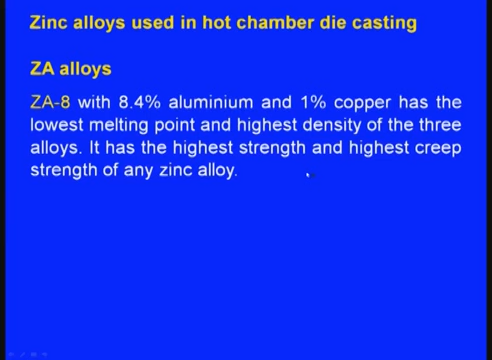 Zinc alloys used in hot chamber die casting
ZA alloys
ZA-8 with 8.4% aluminium and 1% copper has the
lowest melting point and highest density of the three
alloys. It has the highest strength and highest creep
strength of any zinc alloy.